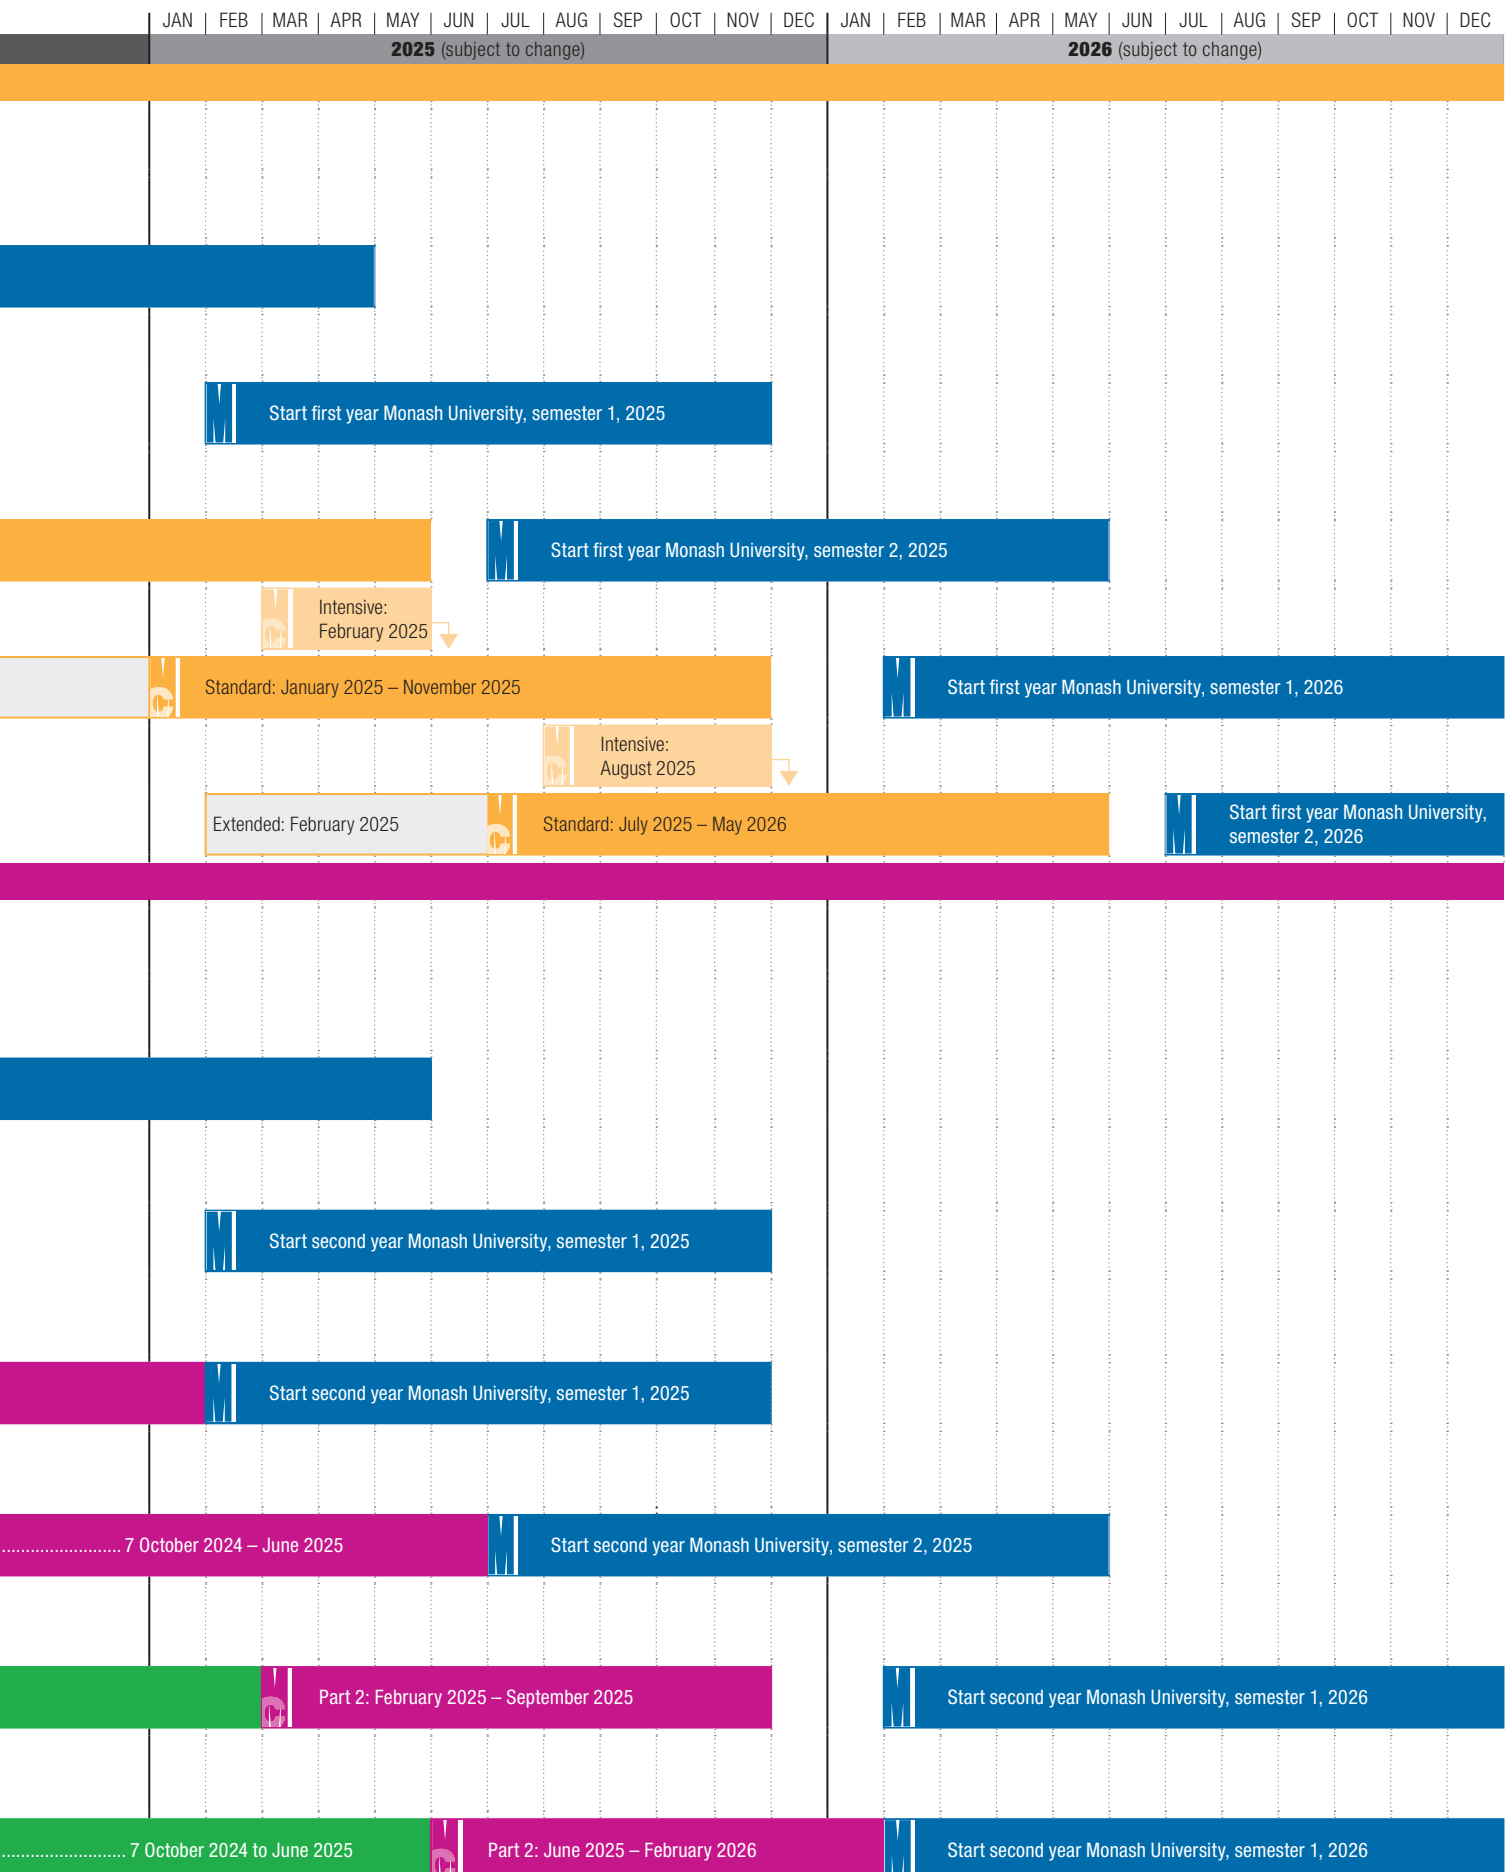 JAN FEB MAR APR MAY JUN JUL AUG SEP OCT NOV DEC JAN FEB MAR APR MAY JUN JUL AUG SEP OCT NOV DEC
2025 (subject to change) 2026 (subject to change)
M Start first year Monash University, semester 1, 2025
M Start first year Monash University, semester 2, 2025
MC Intensive:
February 2025
MC Standard: January 2025 – November 2025
M Start first year Monash University, semester 1, 2026
MC Intensive:
August 2025
Extended: February 2025
MC Standard: July 2025 – May 2026
M Start first year Monash University,
semester 2, 2026
M Start second year Monash University, semester 1, 2025
M Start second year Monash University, semester 1, 2025
......................... 7 October 2024 – June 2025
M Start second year Monash University, semester 2, 2025
MC Part 2: February 2025 – September 2025
M Start second year Monash University, semester 1, 2026
.......................... 7 October 2024 to June 2025
MC Part 2: June 2025 – February 2026
M Start second year Monash University, semester 1, 2026